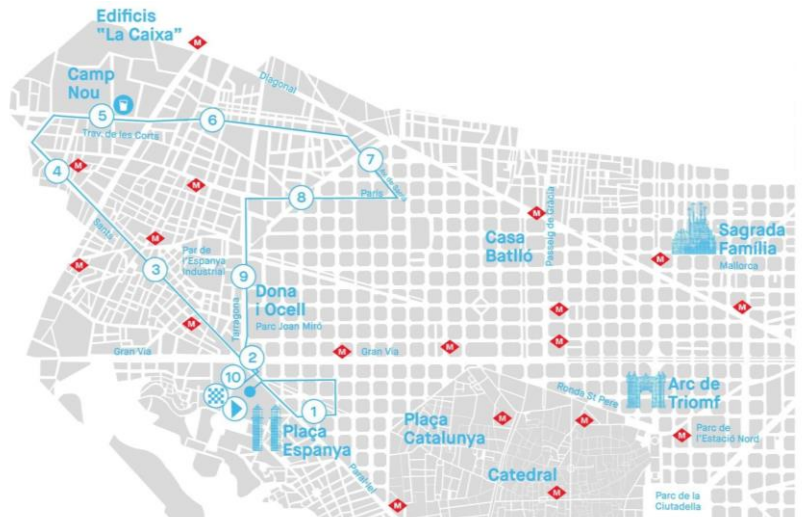 Edificis
"La Caixa"
M
Camp
Nou
Diagonal
5
6
Trav. de les Corts
7
4
M
M
8
París
Passeig de Gràcia
M
Sants
M
Par de
l'Espanya
Industrial
Casa
Batlló
Sagrada
Família
Mallorca
M
M
3
9
Dona
i Ocell
Parc Joan Miró
Tarragona
M
M
M
M
Gran Via
2
M
Gran Via
M
10
1
Plaça
Espanya
Ronda St Pere
Arc de
Triomf
Plaça
Catalunya
M
M
M
Parc de
l'Estació Nord
Paral·lel
Catedral
M
M
Parc de la
Ciutadella